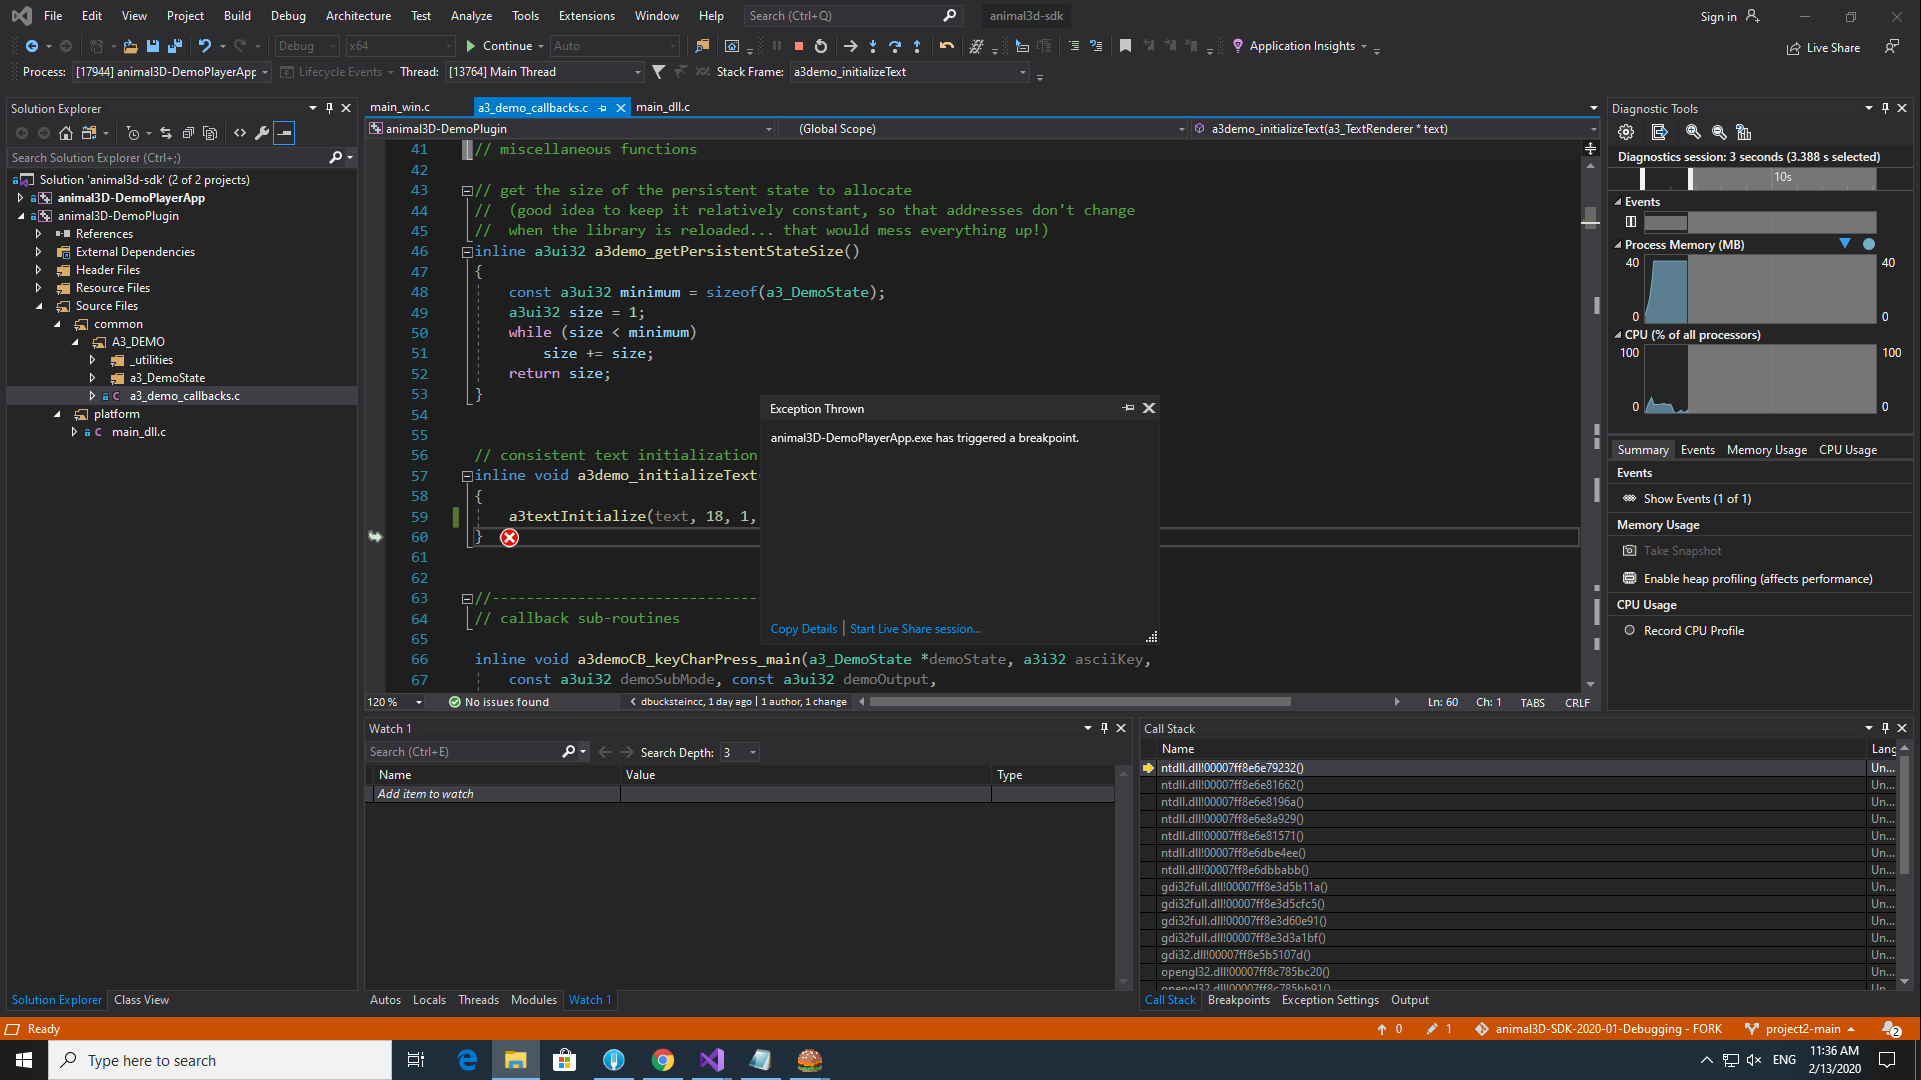 File Edit View Project Build Debug Architecture Test Analyze Tools Extensions Window Help Search (Ctrl+Q) animal3d-sdk Sign in
Debug x64 Continue Auto Application Insights Live Share
Process: [17944] animal3D-DemoPlayerApp Lifecycle Events Thread: [13764] Main Thread Stack Frame: a3demo_initializeText
Solution Explorer
Search Solution Explorer (Ctrl+;)
Solution 'animal3d-sdk' (2 of 2 projects)
animal3D-DemoPlayerApp
animal3D-DemoPlugin
References
External Dependencies
Header Files
Resource Files
Source Files
common
A3_DEMO
_utilities
a3_DemoState
a3_demo_callbacks.c
platform
main_dll.c
Solution Explorer Class View
main_win.c a3_demo_callbacks.c main_dll.c
animal3D-DemoPlugin (Global Scope) a3demo_initializeText(a3_TextRenderer * text)
41 // miscellaneous functions
42
43 // get the size of the persistent state to allocate
44 //  (good idea to keep it relatively constant, so that addresses don't change
45 //  when the library is reloaded... that would mess everything up!)
46 inline a3ui32 a3demo_getPersistentStateSize()
47 {
48 const a3ui32 minimum = sizeof(a3_DemoState);
49 a3ui32 size = 1;
50 while (size < minimum)
51 size += size;
52 return size;
53 }
54
55
56 // consistent text initialization
57 inline void a3demo_initializeText
58 {
59 a3textInitialize(text, 18, 1,
60 }
61
62
63 //----------------------------------
64 // callback sub-routines
65
66 inline void a3demoCB_keyCharPress_main(a3_DemoState *demoState, a3i32 asciiKey,
67 const a3ui32 demoSubMode, const a3ui32 demoOutput,
Exception Thrown
animal3D-DemoPlayerApp.exe has triggered a breakpoint.
Copy Details | Start Live Share session...
120 % No issues found dbucksteincc, 1 day ago | 1 author, 1 change Ln: 60 Ch: 1 TABS CRLF
Watch 1
Search (Ctrl+E) Search Depth: 3
Name Value Type
Add item to watch
Autos Locals Threads Modules Watch 1
Diagnostic Tools
Diagnostics session: 3 seconds (3.388 s selected)
10s
Events
Process Memory (MB)
40 40
0 0
CPU (% of all processors)
100 100
0 0
Summary Events Memory Usage CPU Usage
Events
Show Events (1 of 1)
Memory Usage
Take Snapshot
Enable heap profiling (affects performance)
CPU Usage
Record CPU Profile
Call Stack
Name Lang
ntdll.dll!00007ff8e6e79232() Un...
ntdll.dll!00007ff8e6e81662() Un...
ntdll.dll!00007ff8e6e8196a() Un...
ntdll.dll!00007ff8e6e8a929() Un...
ntdll.dll!00007ff8e6e81571() Un...
ntdll.dll!00007ff8e6dbe4ee() Un...
ntdll.dll!00007ff8e6dbbabb() Un...
gdi32full.dll!00007ff8e3d5b11a() Un...
gdi32full.dll!00007ff8e3d5cfc5() Un...
gdi32full.dll!00007ff8e3d60e91() Un...
gdi32full.dll!00007ff8e3d3a1bf() Un...
gdi32.dll!00007ff8e5b5107d() Un...
opengl32.dll!00007ff8c785bc20() Un...
opengl32.dll!00007ff8c785bb91() Un...
Call Stack Breakpoints Exception Settings Output
Ready 0 1 animal3D-SDK-2020-01-Debugging - FORK project2-main 2
Type here to search ENG 11:36 AM
2/13/2020